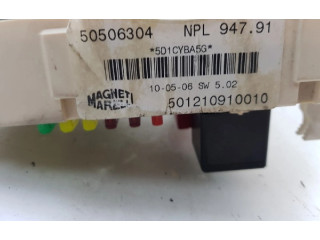 50506304 NPL 947.91
*5D1CYBA5G*
10-05-06 SW 5.02
MAGNETI
MARELLI
501210910010